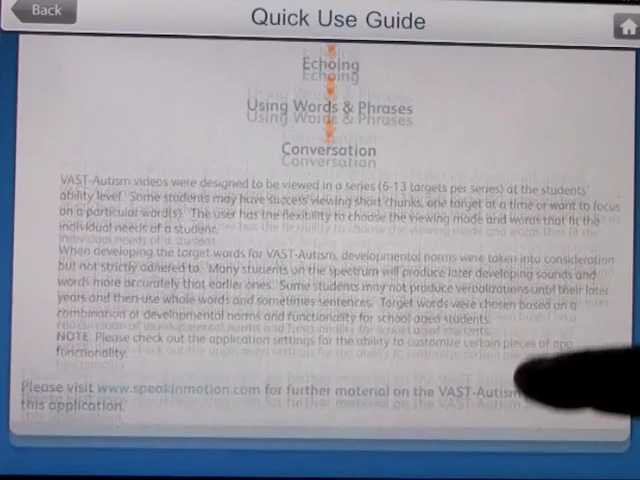 Back
Quick Use Guide
Echoing
Using Words & Phrases
Conversation
VAST-Autism videos were designed to be viewed in a series (6-13 targets per series) at the students'
ability level. Some students may have success viewing short chunks, one target at a time or want to focus
on a particular word(s). The user has the flexibility to choose the viewing mode and words that fit the
individual needs of a student.
When developing the target words for VAST-Autism, developmental norms were taken into consideration
but not strictly adhered to. Many students on the spectrum will produce later developing sounds and
words more accurately that earlier ones. Some students may not produce verbalizations until their later
years and then use whole words and sometimes sentences. Target words were chosen based on a
combination of developmental norms and functionality for school aged students.
NOTE: Please check out the application settings for the ability to customize certain pieces of app
functionality.
Please visit www.speakinmotion.com for further material on the VAST-Autism
this application.